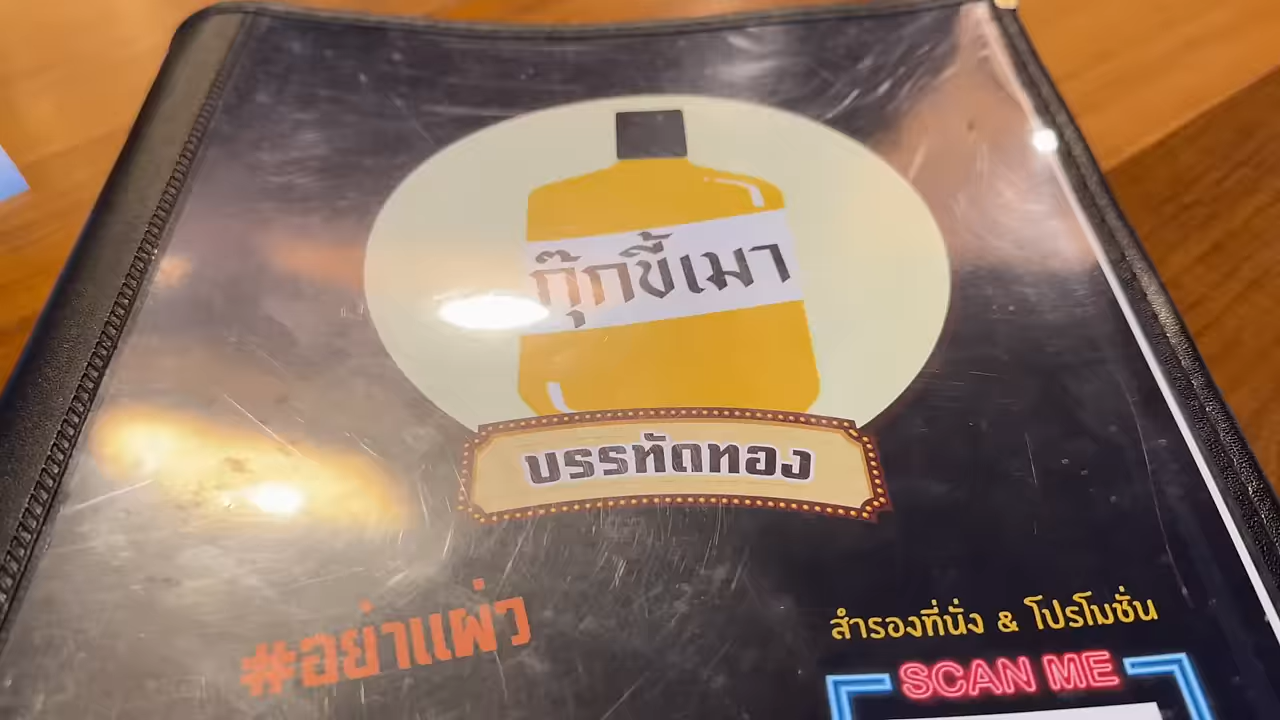 กุ๊กขี้เมา
บรรทัดทอง
#อย่าแผ่ว
สำรองที่นั่ง & โปรโมชั่น
SCAN ME